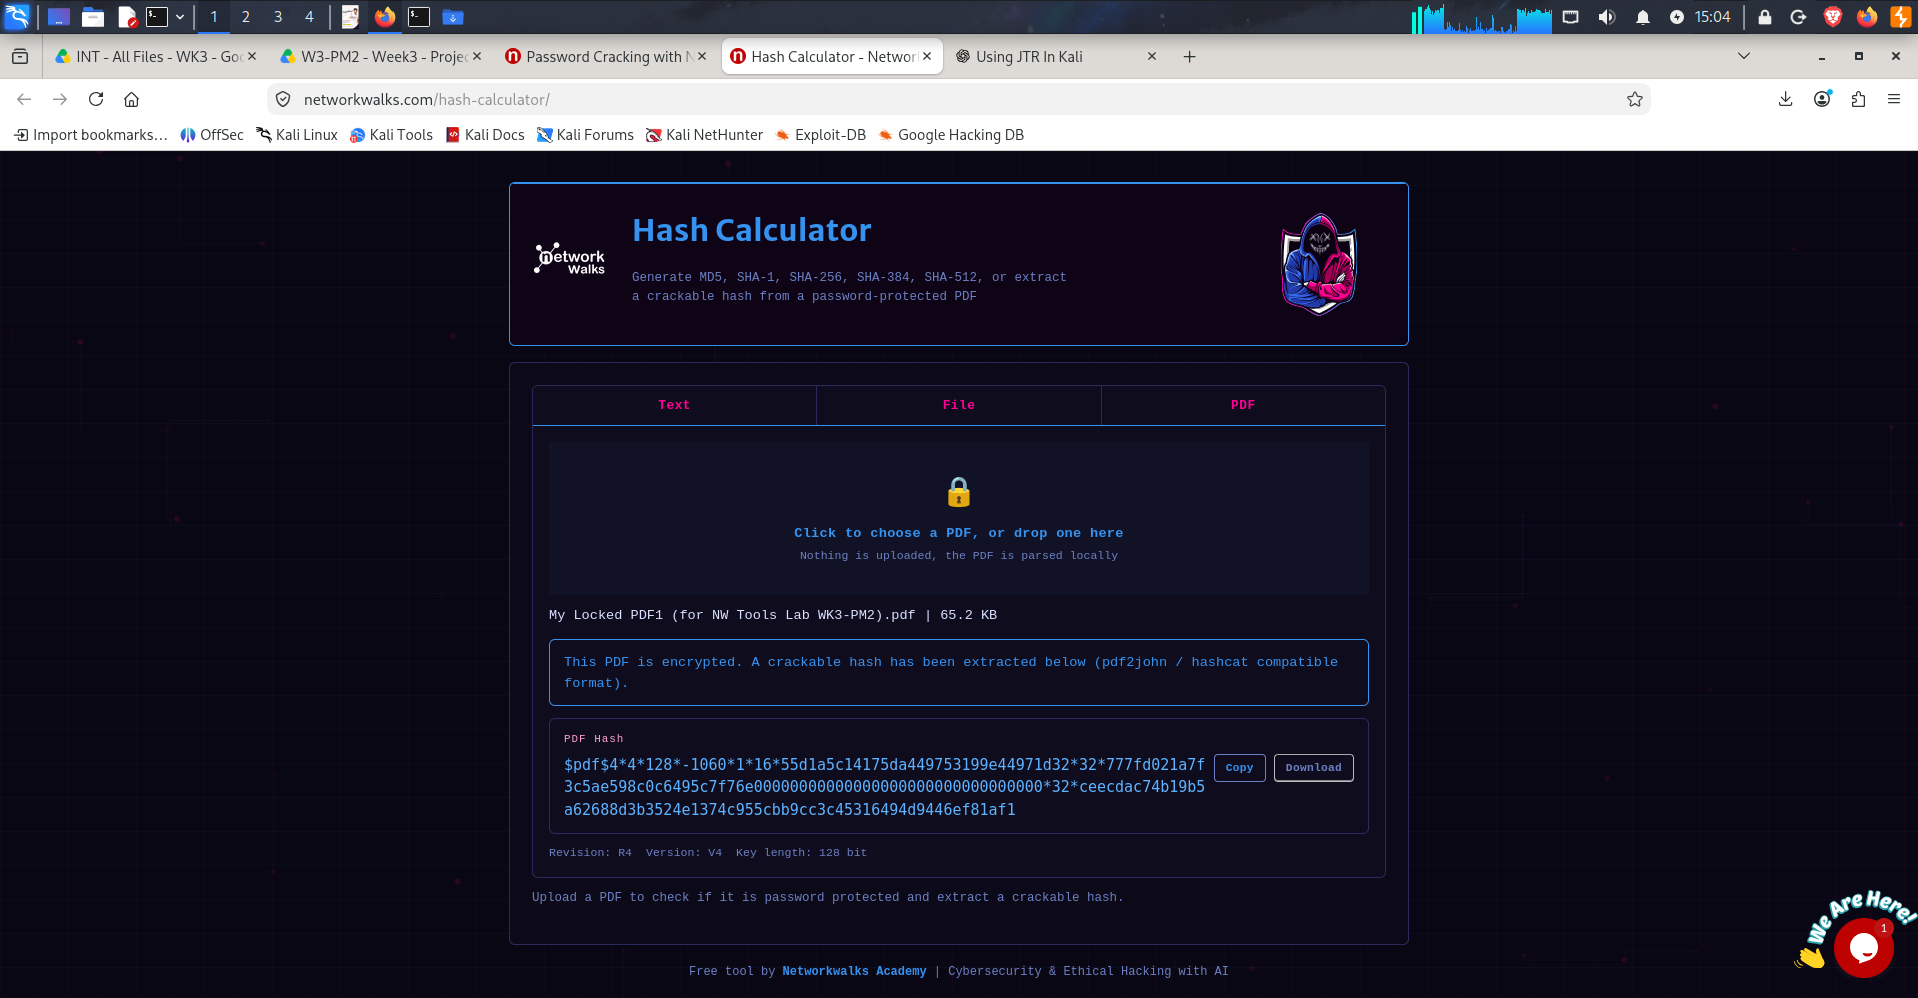 1 2 3 4 15:04
INT - All Files - WK3 - Goo
W3-PM2 - Week3 - Projec
Password Cracking with N
Hash Calculator - Network
Using JTR In Kali
networkwalks.com/hash-calculator/
Import bookmarks... OffSec Kali Linux Kali Tools Kali Docs Kali Forums Kali NetHunter Exploit-DB Google Hacking DB
network
Walks
Hash Calculator
Generate MD5, SHA-1, SHA-256, SHA-384, SHA-512, or extract
a crackable hash from a password-protected PDF
Text File PDF
Click to choose a PDF, or drop one here
Nothing is uploaded, the PDF is parsed locally
My Locked PDF1 (for NW Tools Lab WK3-PM2).pdf | 65.2 KB
This PDF is encrypted. A crackable hash has been extracted below (pdf2john / hashcat compatible
format).
PDF Hash
$pdf$4*4*128*-1060*1*16*55d1a5c14175da449753199e44971d32*32*777fd021a7f
3c5ae598c0c6495c7f76e00000000000000000000000000000000*32*ceecdac74b19b5
a62688d3b3524e1374c955cbb9cc3c45316494d9446ef81af1
Copy Download
Revision: R4 Version: V4 Key length: 128 bit
Upload a PDF to check if it is password protected and extract a crackable hash.
Free tool by Networkwalks Academy | Cybersecurity & Ethical Hacking with AI
We Are Here!
1